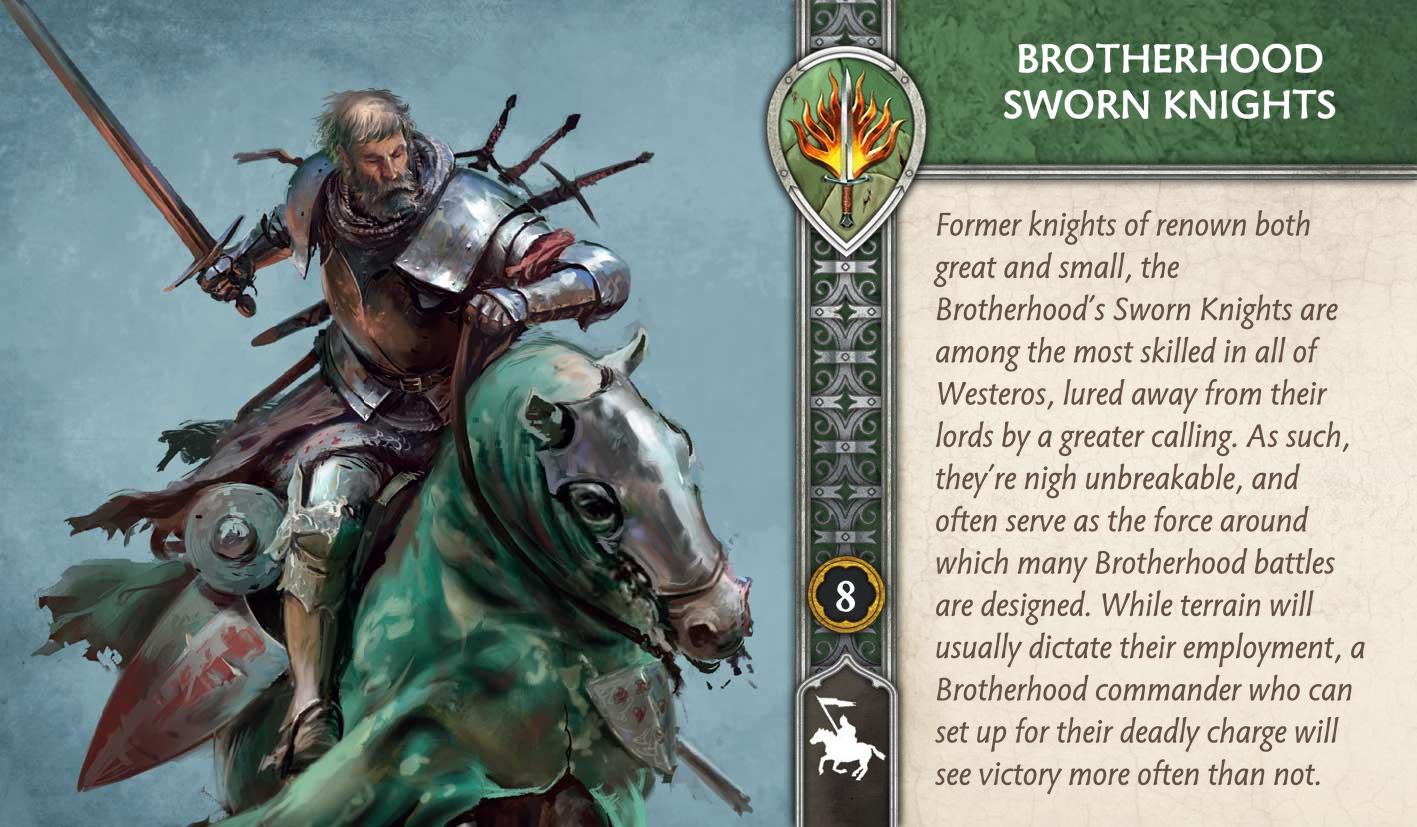 BROTHERHOOD
SWORN KNIGHTS
Former knights of renown both
great and small, the
Brotherhood’s Sworn Knights are
among the most skilled in all of
Westeros, lured away from their
lords by a greater calling. As such,
they’re nigh unbreakable, and
often serve as the force around
which many Brotherhood battles
are designed. While terrain will
usually dictate their employment, a
Brotherhood commander who can
set up for their deadly charge will
see victory more often than not.
8